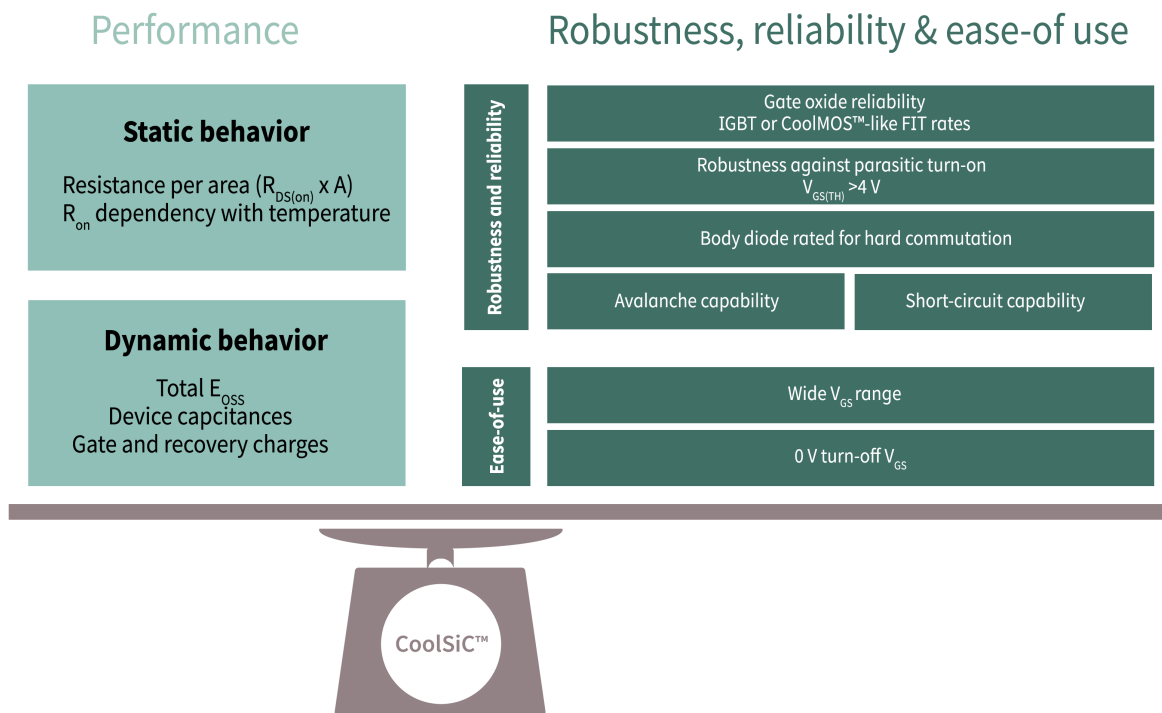 Performance
Robustness, reliability & ease-of use
Static behavior
Resistance per area (RDS(on) x A)
Ron dependency with temperature
Dynamic behavior
Total EOSS
Device capcitances
Gate and recovery charges
Robustness and reliability
Gate oxide reliability
IGBT or CoolMOS™-like FIT rates
Robustness against parasitic turn-on
VGS(TH) >4 V
Body diode rated for hard commutation
Avalanche capability
Short-circuit capability
Ease-of-use
Wide VGS range
0 V turn-off VGS
CoolSiC™